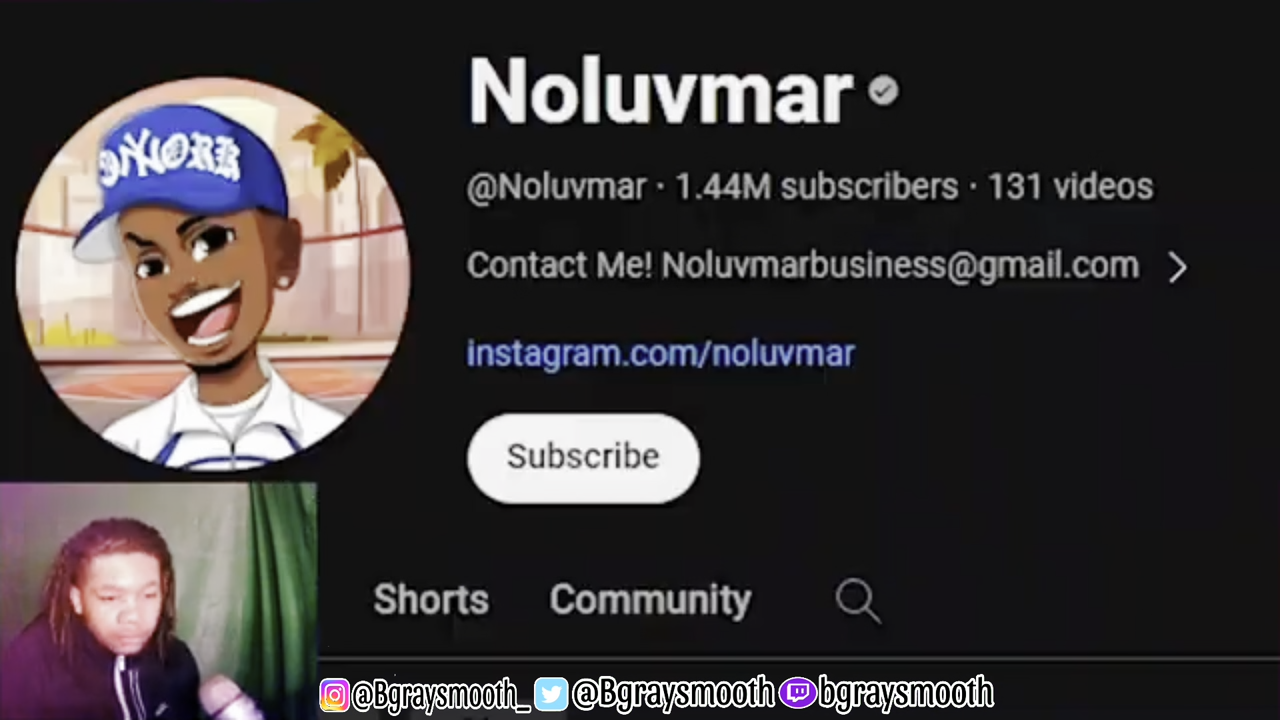 Noluvmar
@Noluvmar · 1.44M subscribers · 131 videos
Contact Me! Noluvmarbusiness@gmail.com
instagram.com/noluvmar
Subscribe
Shorts Community
@Bgraysmooth_ @Bgraysmooth bgraysmooth